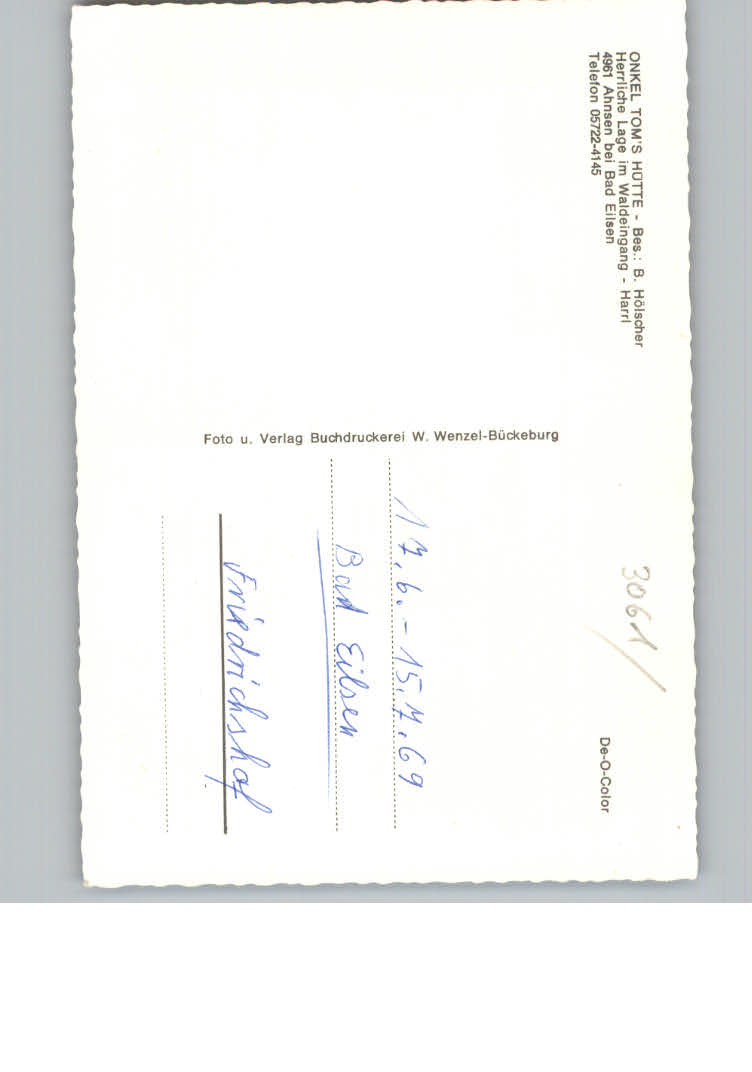 ONKEL TOM'S HÜTTE - Bes.: B. Hölscher
Herrliche Lage im Waldeingang - Harrl
4961 Ahnsen bei Bad Eilsen
Telefon 05722-4145
Foto u. Verlag Buchdruckerei W. Wenzel-Bückeburg
3061/
De-O-Color
17.6. - 15.7.69
Bad Eilsen
Friedrichshof